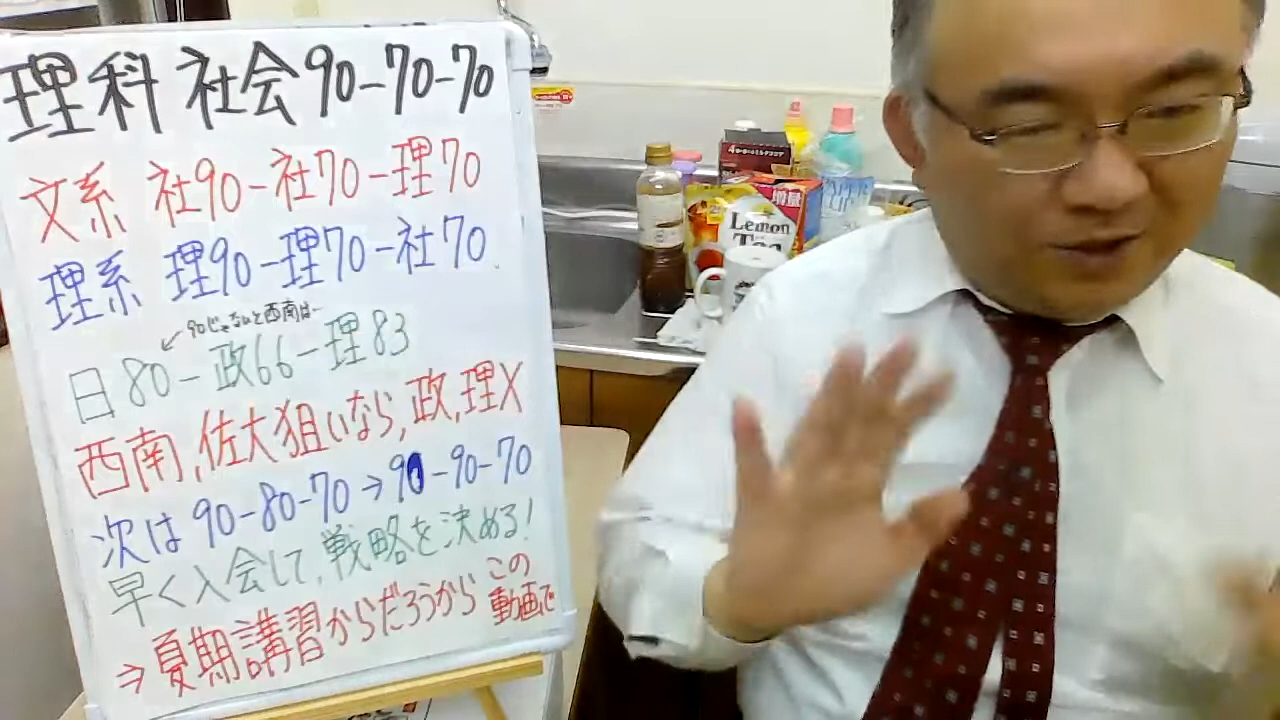 理科 社会90-70-70
文系 社90-社70-理70
理系 理90-理70-社70
90じゃないと西南は…
日80-政66-理83
西南,佐大狙いなら,政,理X
次は 90-80-70→90-90-70
早く入会して,戦略を決める!
⇒夏期講習からだろうから この動画で
増量
Lemon
Tea